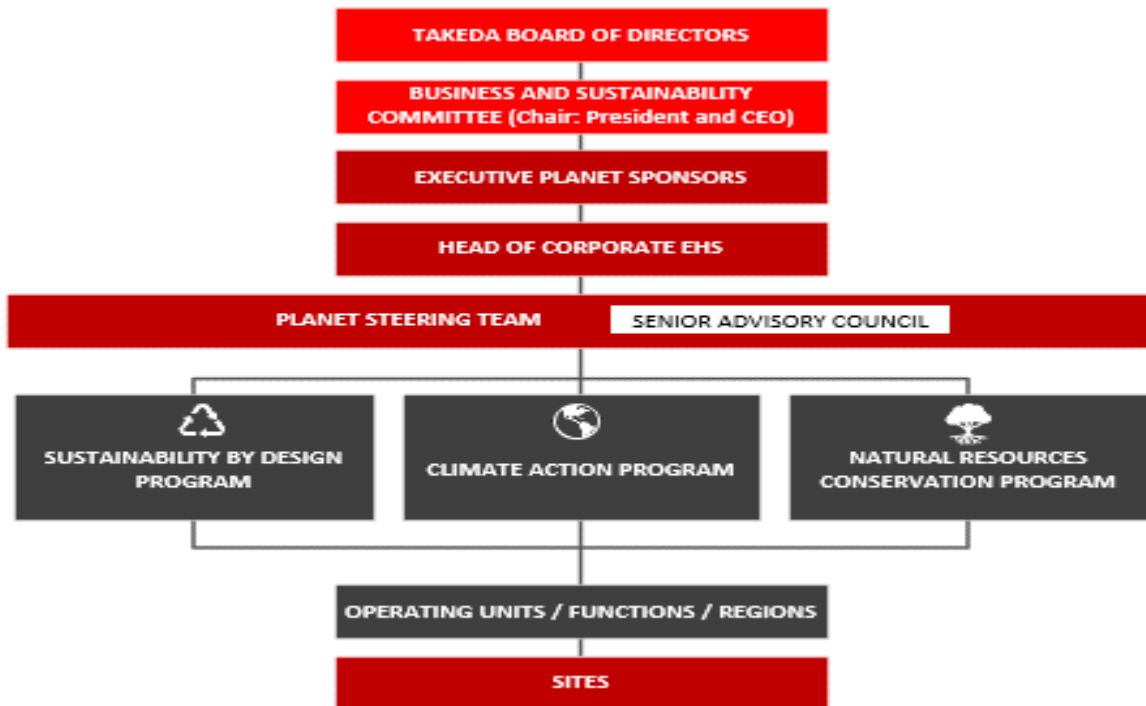 TAKEDA BOARD OF DIRECTORS
BUSINESS AND SUSTAINABILITY
COMMITTEE (Chair: President and CEO)
EXECUTIVE PLANET SPONSORS
HEAD OF CORPORATE EHS
PLANET STEERING TEAM
SENIOR ADVISORY COUNCIL
SUSTAINABILITY BY DESIGN
PROGRAM
CLIMATE ACTION PROGRAM
NATURAL RESOURCES
CONSERVATION PROGRAM
OPERATING UNITS / FUNCTIONS / REGIONS
SITES